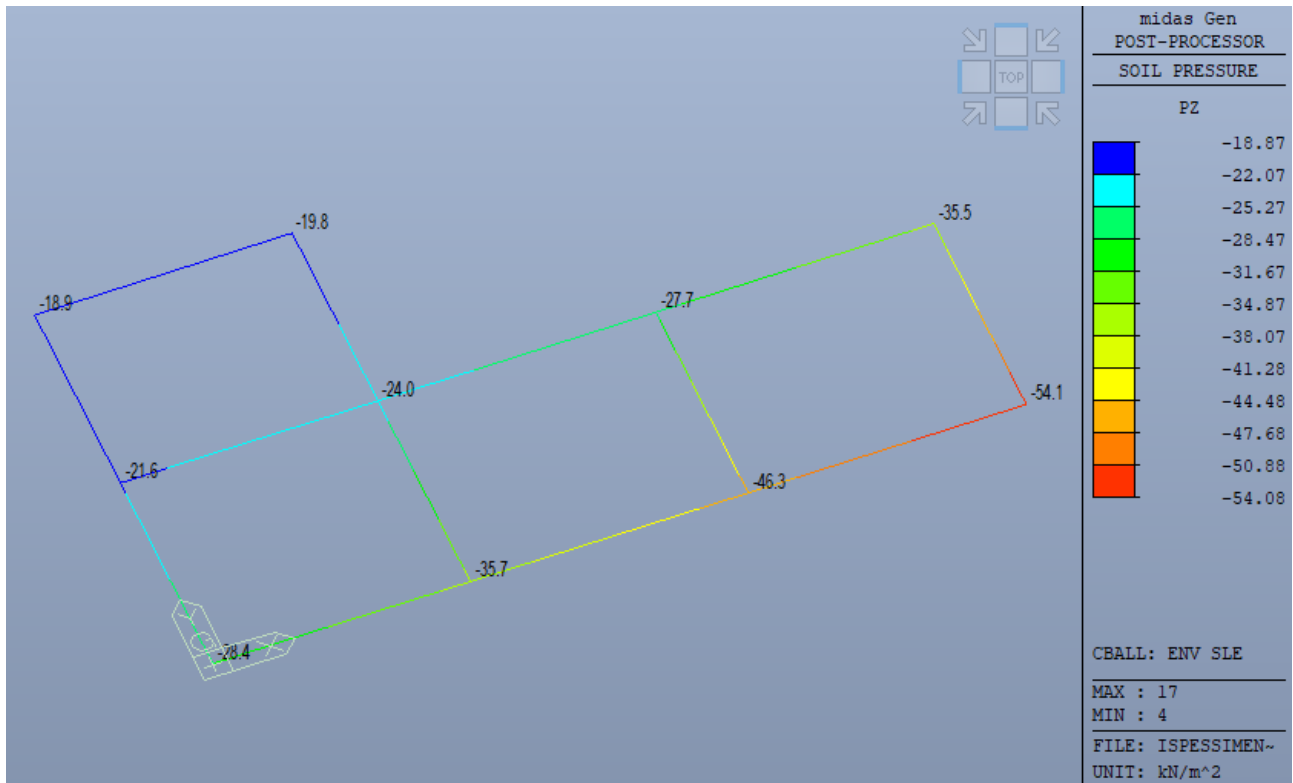 midas Gen
POST-PROCESSOR
SOIL PRESSURE
PZ
TOP
-18.87
-22.07
-25.27
-28.47
-31.67
-34.87
-38.07
-41.28
-44.48
-47.68
-50.88
-54.08
-19.8
-35.5
-18.9
-27.7
-24.0
-54.1
-21.6
-46.3
-35.7
-28.4
Y
X
CBALL: ENV SLE
MAX : 17
MIN : 4
FILE: ISPESSIMEN~
UNIT: kN/m^2